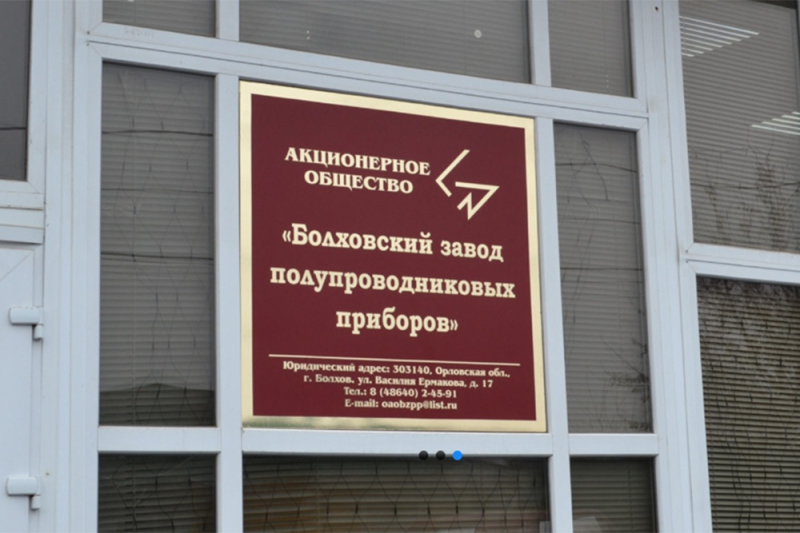 АКЦИОНЕРНОЕ
ОБЩЕСТВО
«Болховский завод
полупроводниковых
приборов»
Юридический адрес: 303140, Орловская обл.,
г. Болхов, ул. Василия Ермакова, д. 17
Тел.: 8 (48640) 2-45-91
E-mail: oaobzpp@list.ru